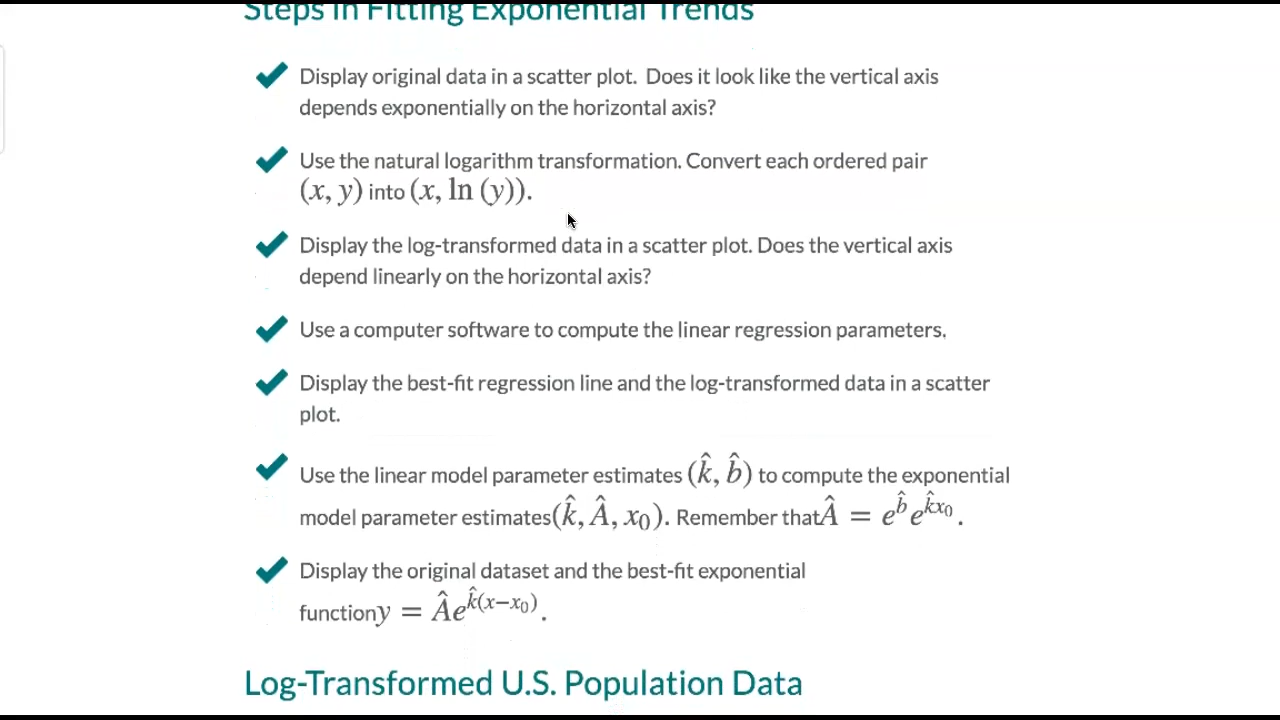 Steps in Fitting Exponential Trends
Display original data in a scatter plot. Does it look like the vertical axis
depends exponentially on the horizontal axis?
Use the natural logarithm transformation. Convert each ordered pair
(x, y) into (x, ln (y)).
Display the log-transformed data in a scatter plot. Does the vertical axis
depend linearly on the horizontal axis?
Use a computer software to compute the linear regression parameters.
Display the best-fit regression line and the log-transformed data in a scatter
plot.
Use the linear model parameter estimates (k̂, b̂) to compute the exponential
model parameter estimates(k̂, Â, x₀). Remember thatÂ = e^b̂ e^k̂x₀ .
Display the original dataset and the best-fit exponential
functiony = Âe^k̂(x−x₀) .
Log-Transformed U.S. Population Data